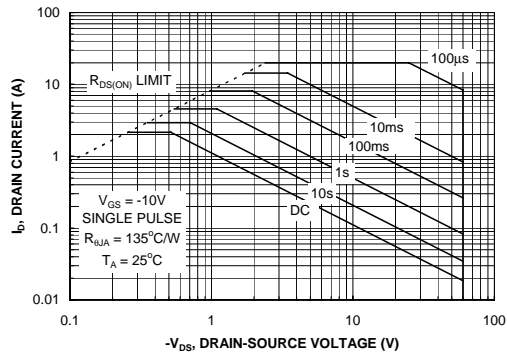 100
10
1
0.1
0.01
I_D, DRAIN CURRENT (A)
R_DS(ON) LIMIT
100µs
10ms
100ms
1s
10s
DC
V_GS = -10V
SINGLE PULSE
R_θJA = 135°C/W
T_A = 25°C
0.1
1
10
100
-V_DS, DRAIN-SOURCE VOLTAGE (V)